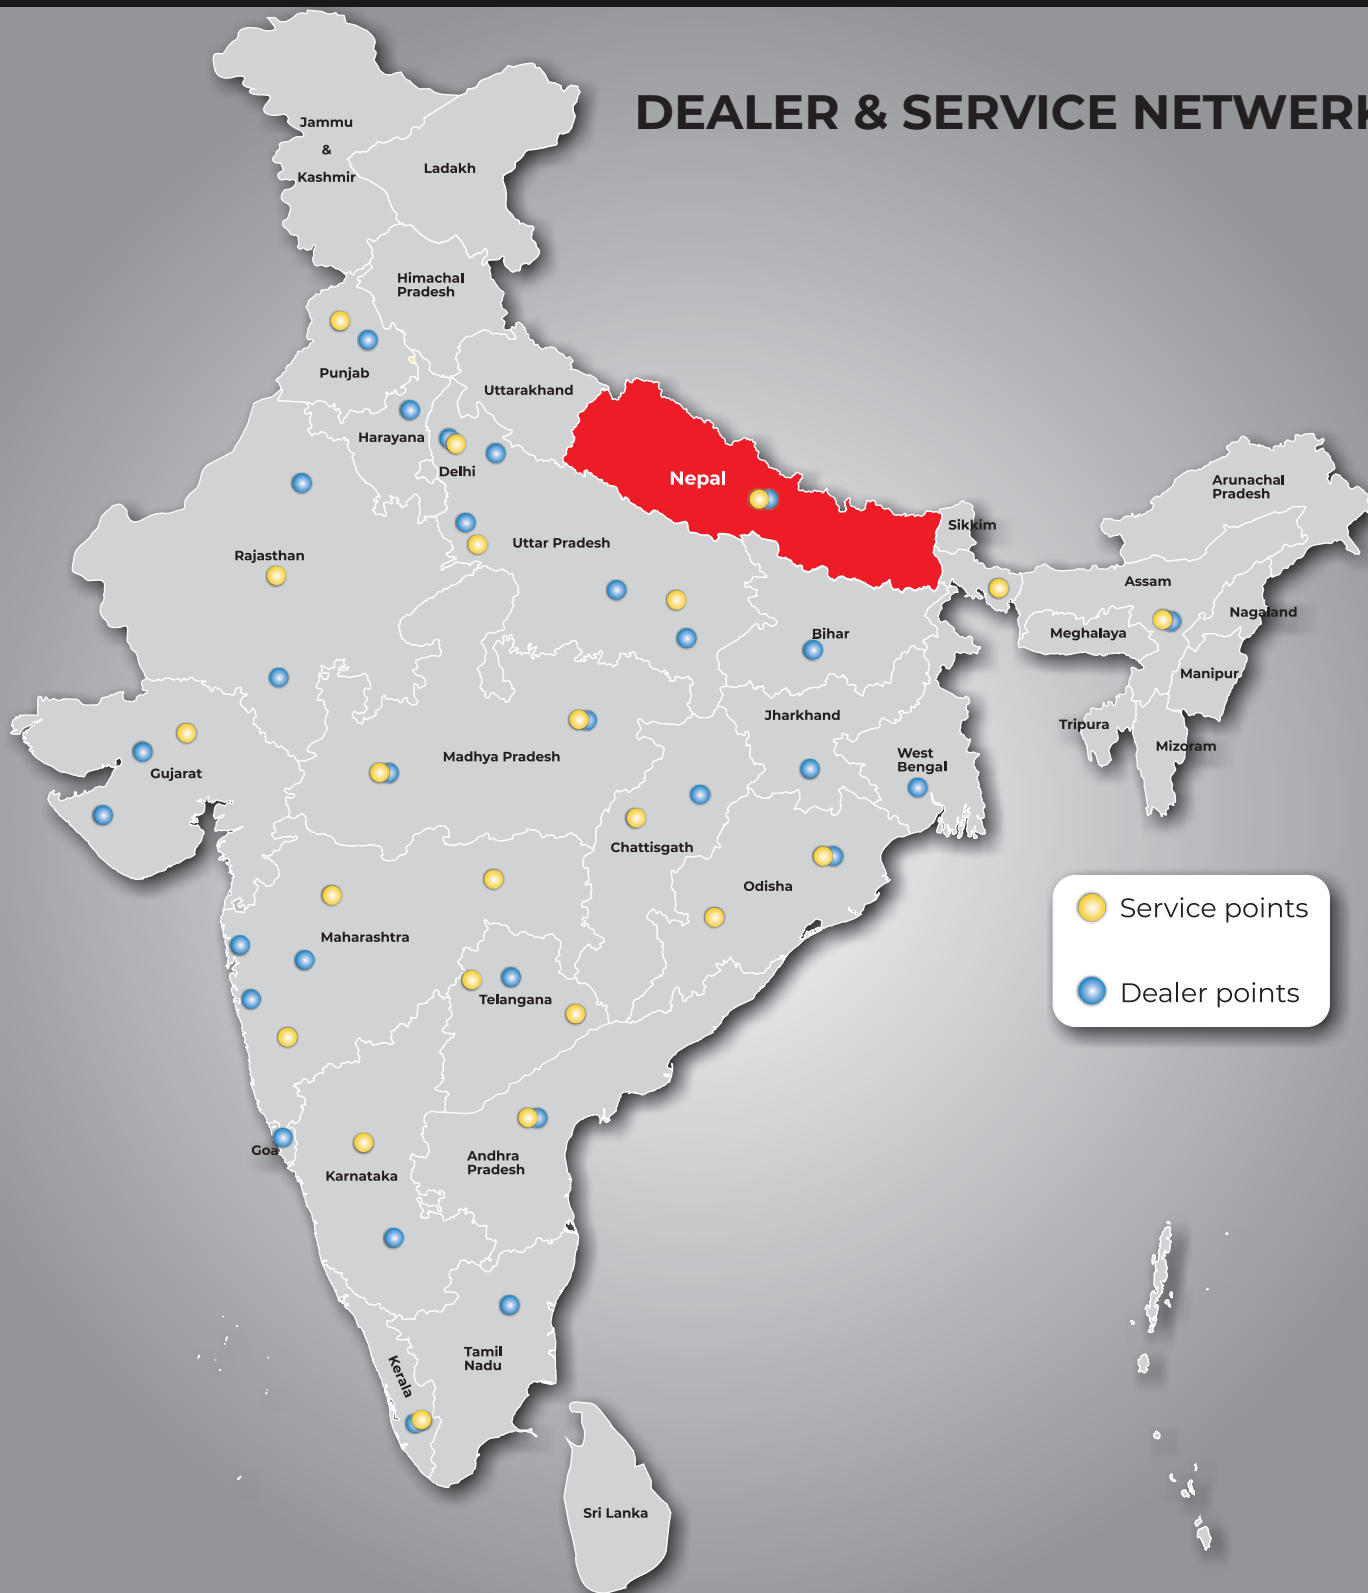 DEALER & SERVICE NETWERK
Jammu
&
Kashmir
Ladakh
Himachal
Pradesh
Punjab
Uttarakhand
Harayana
Delhi
Nepal
Arunachal
Pradesh
Sikkim
Rajasthan
Uttar Pradesh
Assam
Nagaland
Bihar
Meghalaya
Manipur
Jharkhand
Tripura
Mizoram
Madhya Pradesh
West
Bengal
Gujarat
Chattisgath
Odisha
Service points
Maharashtra
Telangana
Dealer points
Goa
Andhra
Pradesh
Karnataka
Tamil
Nadu
Kerala
Sri Lanka